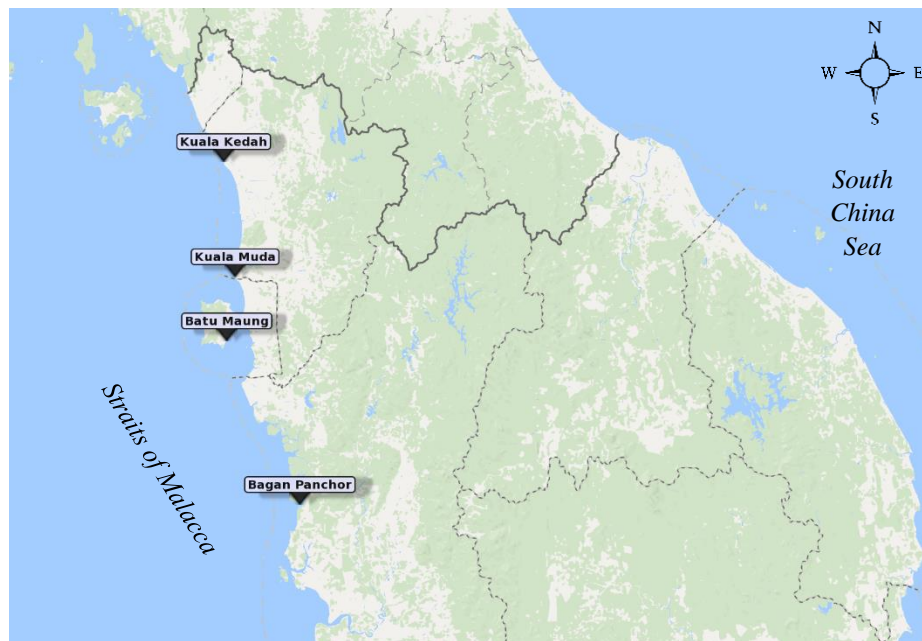 N
W
E
S
Kuala Kedah
South
China
Sea
Kuala Muda
Batu Maung
Straits of Malacca
Bagan Panchor